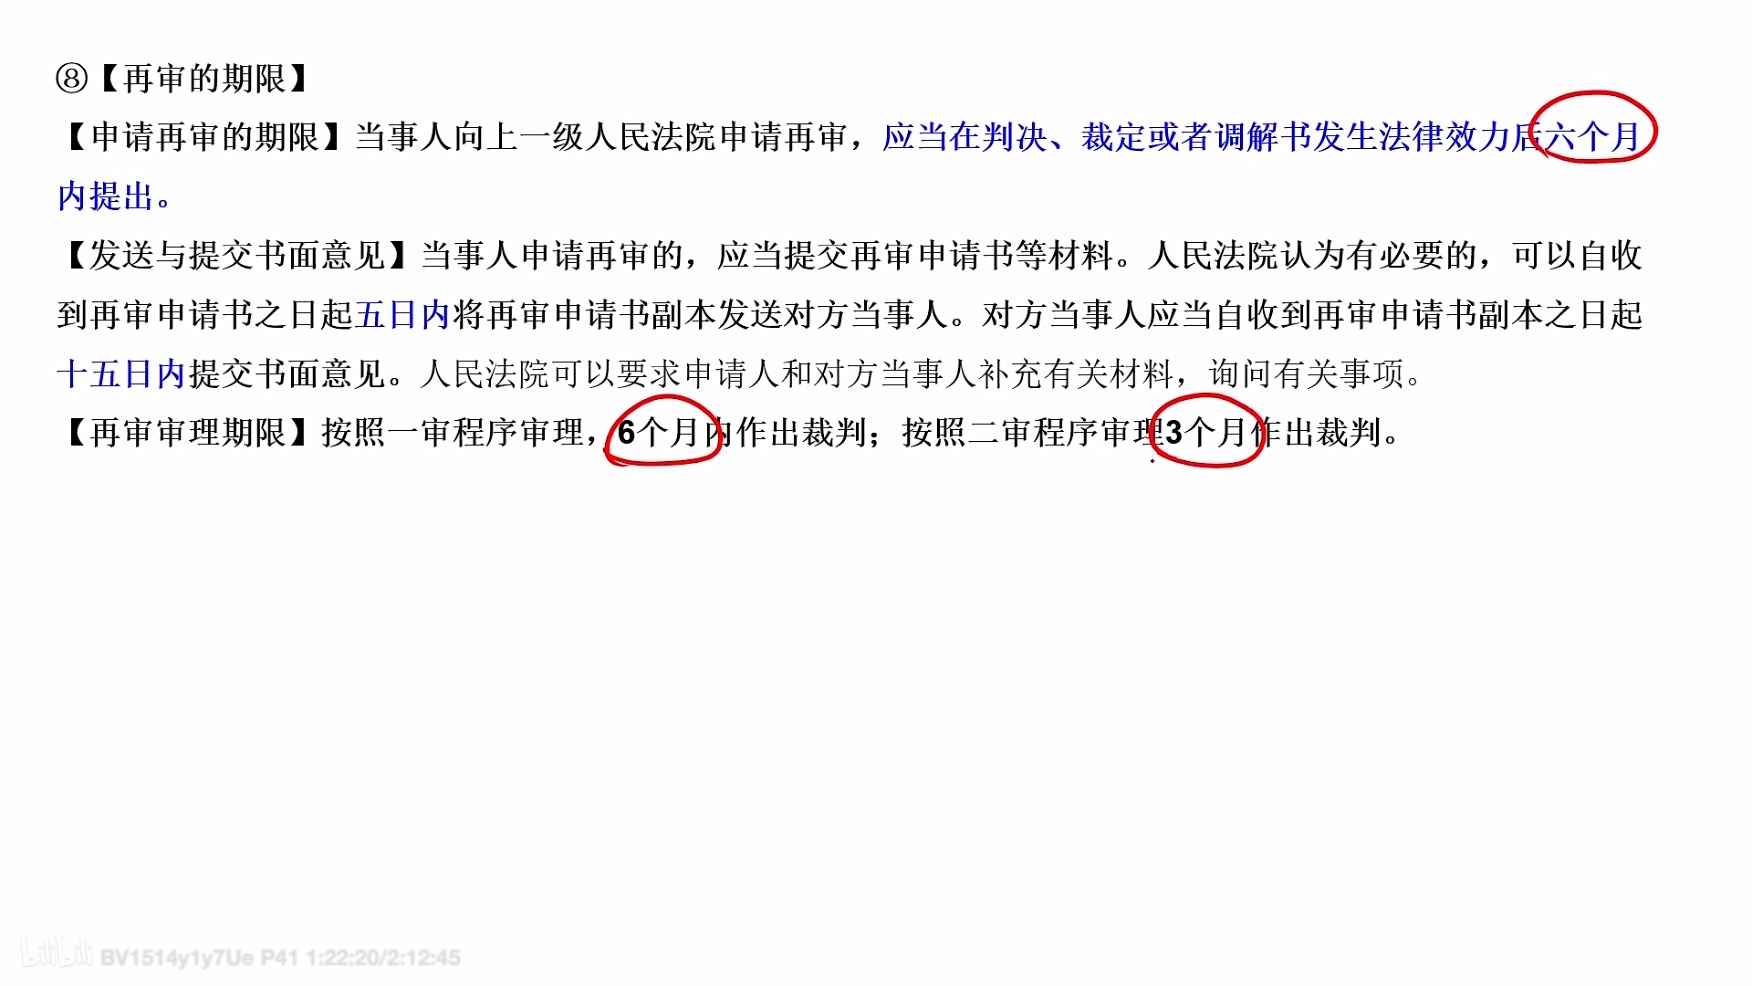 ⑧【再审的期限】
【申请再审的期限】当事人向上一级人民法院申请再审，应当在判决、裁定或者调解书发生法律效力后六个月
内提出。
【发送与提交书面意见】当事人申请再审的，应当提交再审申请书等材料。人民法院认为有必要的，可以自收
到再审申请书之日起五日内将再审申请书副本发送对方当事人。对方当事人应当自收到再审申请书副本之日起
十五日内提交书面意见。人民法院可以要求申请人和对方当事人补充有关材料，询问有关事项。
【再审审理期限】按照一审程序审理，6个月内作出裁判；按照二审程序审理3个月作出裁判。
bilibili BV1514y1y7Ue P41 1:22:20/2:12:45